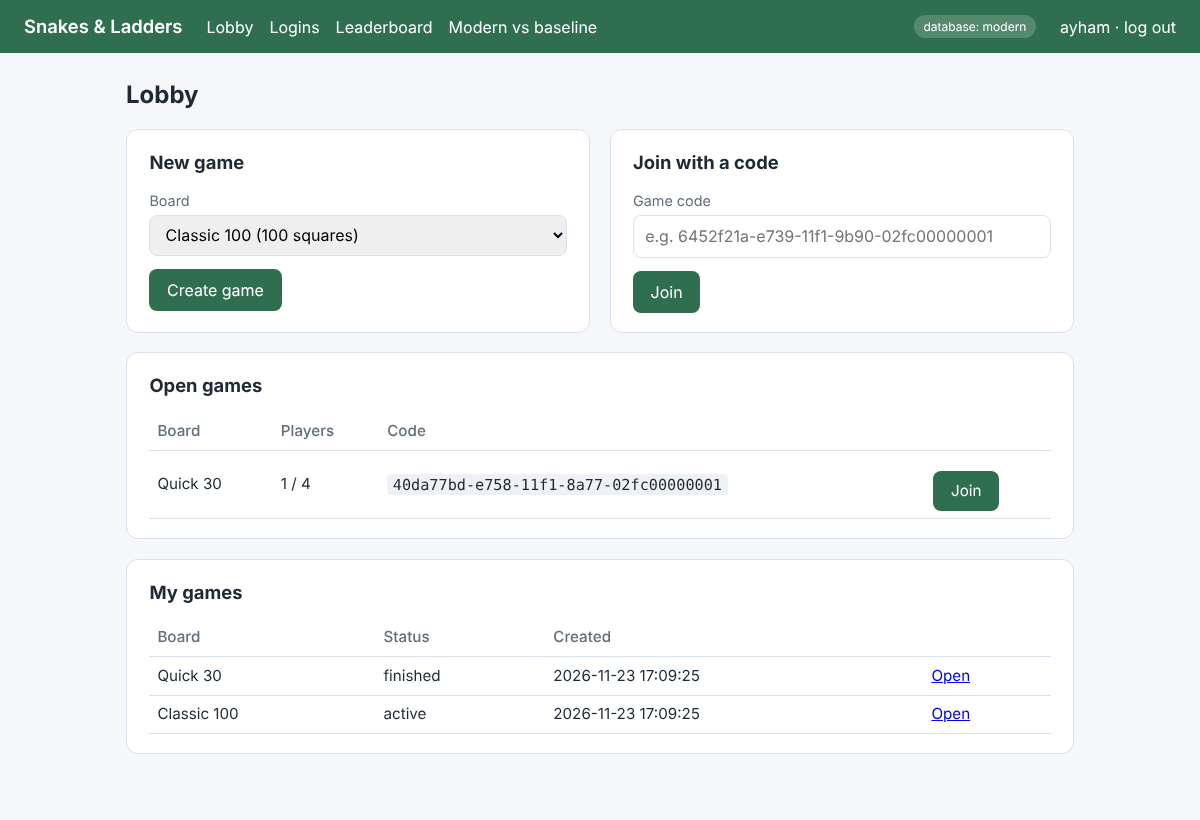 Snakes & Ladders Lobby Logins Leaderboard Modern vs baseline database: modern ayham · log out
Lobby
New game
Board
Classic 100 (100 squares)
Create game
Join with a code
Game code
e.g. 6452f21a-e739-11f1-9b90-02fc00000001
Join
Open games
Board Players Code
Quick 30 1 / 4 40da77bd-e758-11f1-8a77-02fc00000001 Join
My games
Board Status Created
Quick 30 finished 2026-11-23 17:09:25 Open
Classic 100 active 2026-11-23 17:09:25 Open